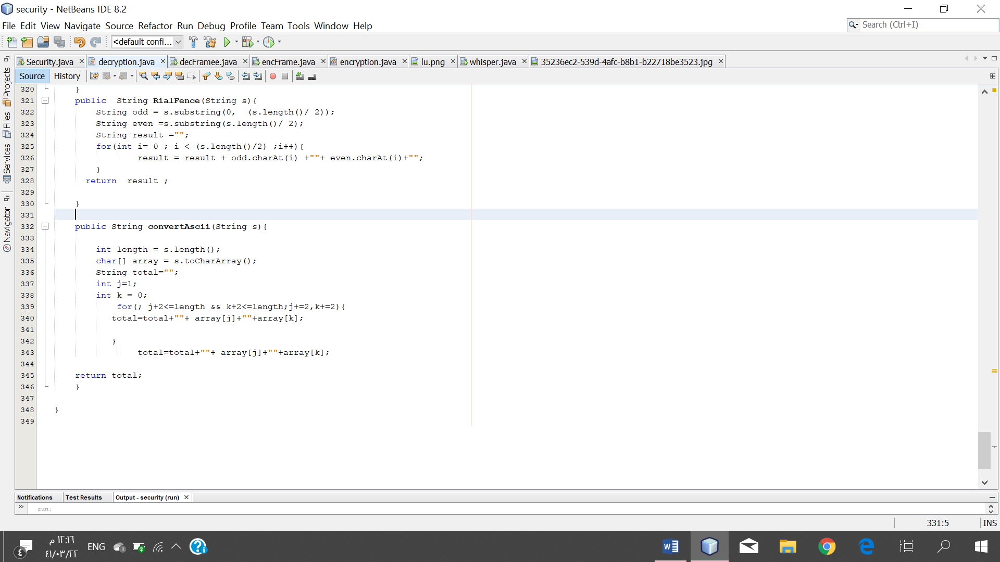 security - NetBeans IDE 8.2
File Edit View Navigate Source Refactor Run Debug Profile Team Tools Window Help
Search (Ctrl+I)
<default confi...
Security.java decryption.java decFramee.java encFrame.java encryption.java lu.png whisper.java 35236ec2-539d-4afc-b8b1-b22718be3523.jpg
Source History
Projects
Files
Services
Navigator
320 }
321 public  String RialFence(String s){
322 String odd = s.substring(0,  (s.length()/ 2));
323 String even =s.substring(s.length()/ 2);
324 String result ="";
325 for(int i= 0 ; i < (s.length()/2) ;i++){
326 result = result + odd.charAt(i) +""+ even.charAt(i)+"";
327 }
328 return  result ;
329
330 }
331
332 public String convertAscii(String s){
333
334 int length = s.length();
335 char[] array = s.toCharArray();
336 String total="";
337 int j=1;
338 int k = 0;
339 for(; j+2<=length && k+2<=length;j+=2,k+=2){
340 total=total+""+ array[j]+""+array[k];
341
342 }
343 total=total+""+ array[j]+""+array[k];
344
345 return total;
346 }
347
348 }
349
Notifications Test Results Output - security (run)
run:
331:5 INS
١٢:١٦ م
٤١/٠٣/٢٢
ENG
٤